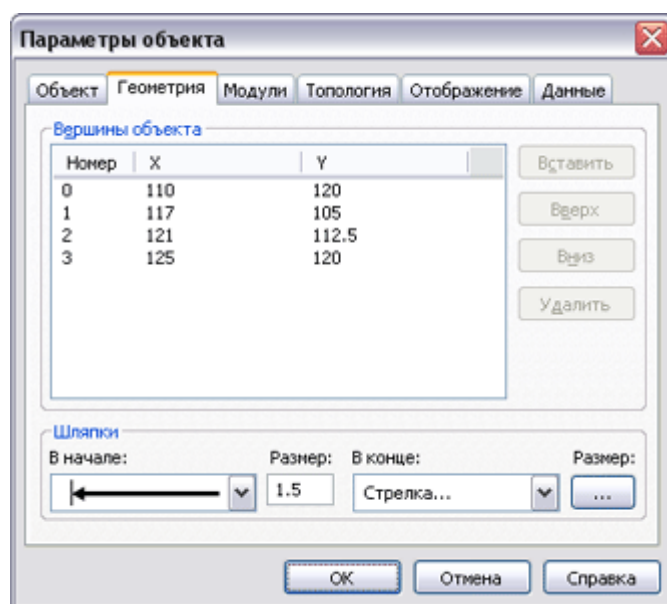 Параметры объекта
Объект Геометрия Модули Топология Отображение Данные
Вершины объекта
Номер X Y
0 110 120
1 117 105
2 121 112.5
3 125 120
Вставить
Вверх
Вниз
Удалить
Шляпки
В начале: Размер: В конце: Размер:
1.5 Стрелка... ...
OK Отмена Справка